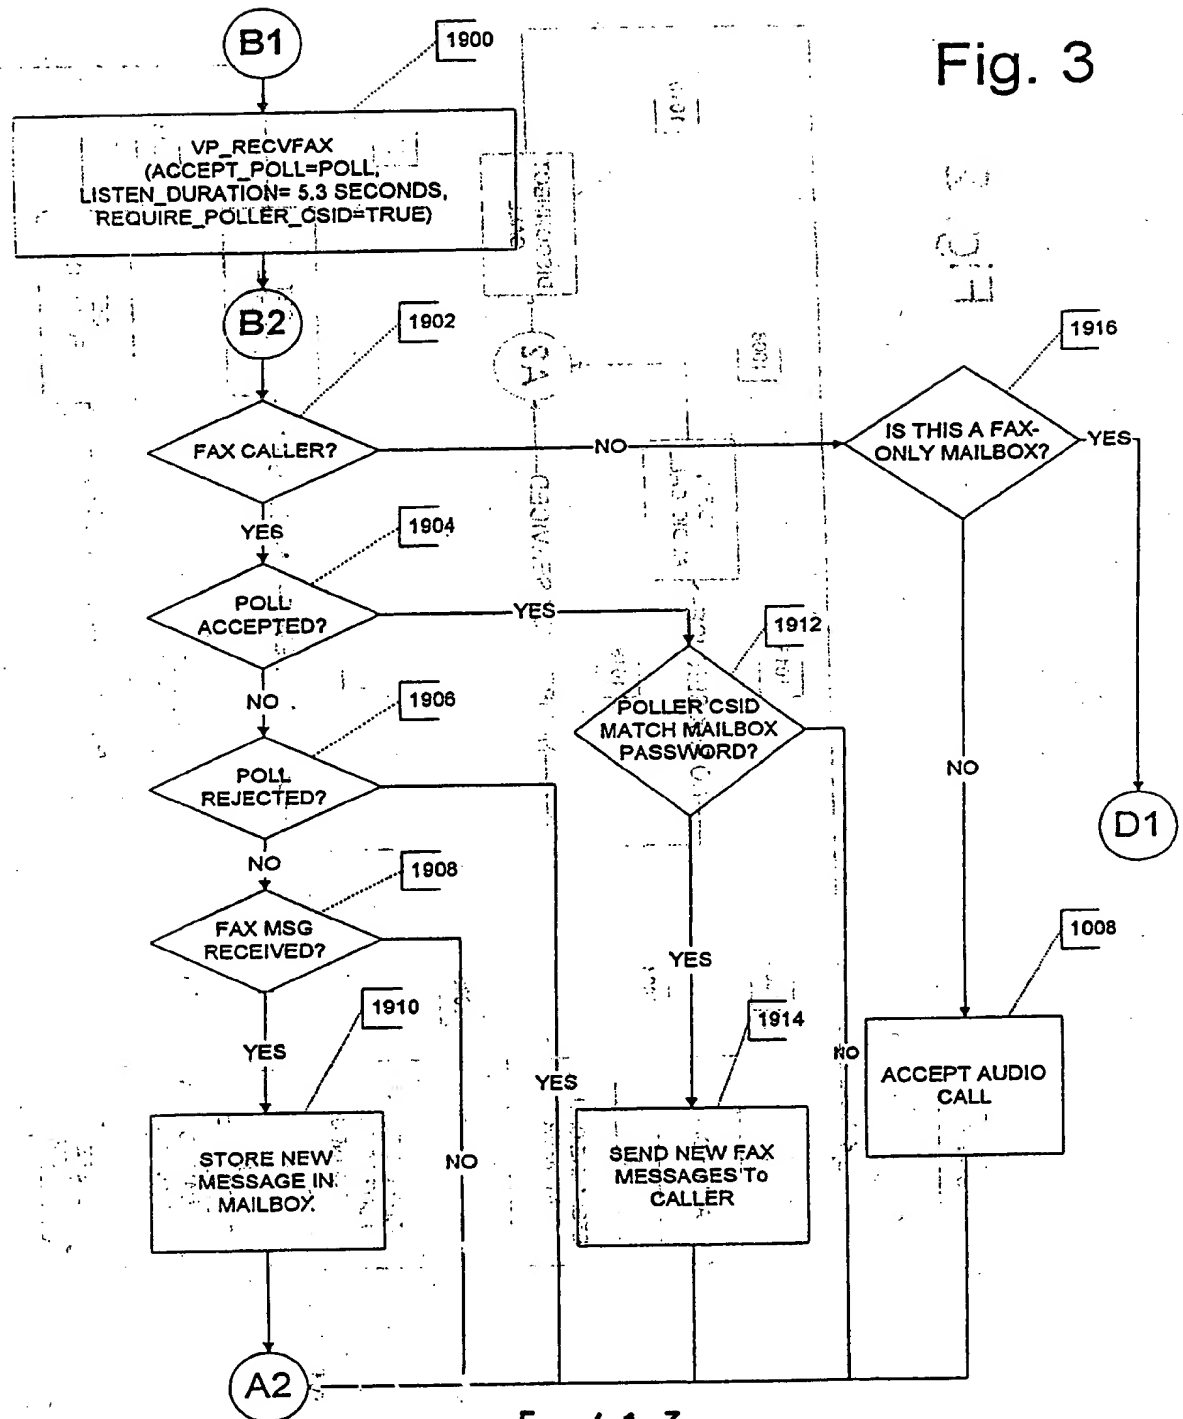 B1
1900
Fig. 3
VP_RECVFAX
(ACCEPT_POLL=POLL,
LISTEN_DURATION= 5.3 SECONDS,
REQUIRE_POLLER_CSID=TRUE)
B2
1902
1916
FAX CALLER?
NO
IS THIS A FAX-
ONLY MAILBOX?
YES
YES
1904
POLL
ACCEPTED?
YES
1912
NO
1906
POLLER CSID
MATCH MAILBOX
PASSWORD?
POLL
REJECTED?
NO
D1
NO
1908
FAX MSG
RECEIVED?
1008
YES
1910
1914
YES
NO
YES
ACCEPT AUDIO
CALL
STORE NEW
MESSAGE IN
MAILBOX
NO
SEND NEW FAX
MESSAGES To
CALLER
A2